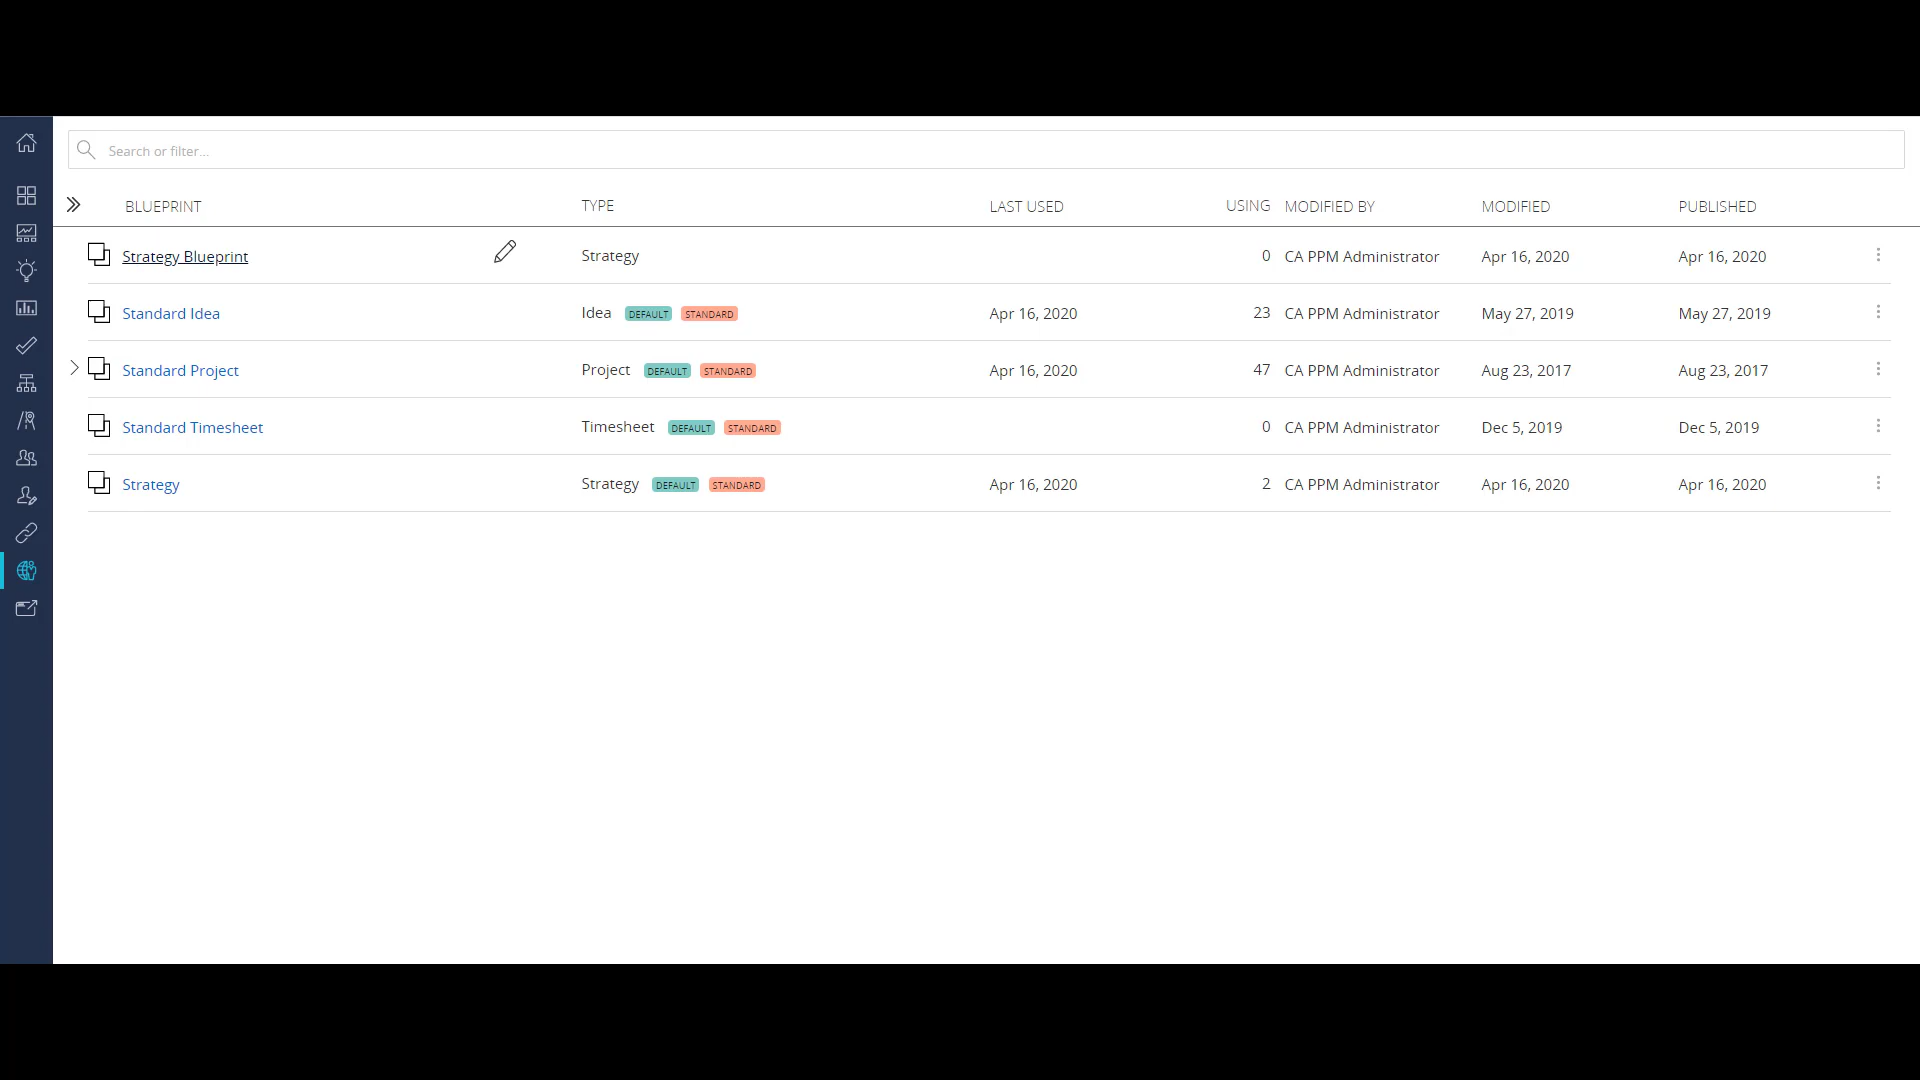 Search or filter...
BLUEPRINT TYPE LAST USED USING MODIFIED BY MODIFIED PUBLISHED
Strategy Blueprint Strategy 0 CA PPM Administrator Apr 16, 2020 Apr 16, 2020
Standard Idea Idea DEFAULT STANDARD Apr 16, 2020 23 CA PPM Administrator May 27, 2019 May 27, 2019
Standard Project Project DEFAULT STANDARD Apr 16, 2020 47 CA PPM Administrator Aug 23, 2017 Aug 23, 2017
Standard Timesheet Timesheet DEFAULT STANDARD 0 CA PPM Administrator Dec 5, 2019 Dec 5, 2019
Strategy Strategy DEFAULT STANDARD Apr 16, 2020 2 CA PPM Administrator Apr 16, 2020 Apr 16, 2020